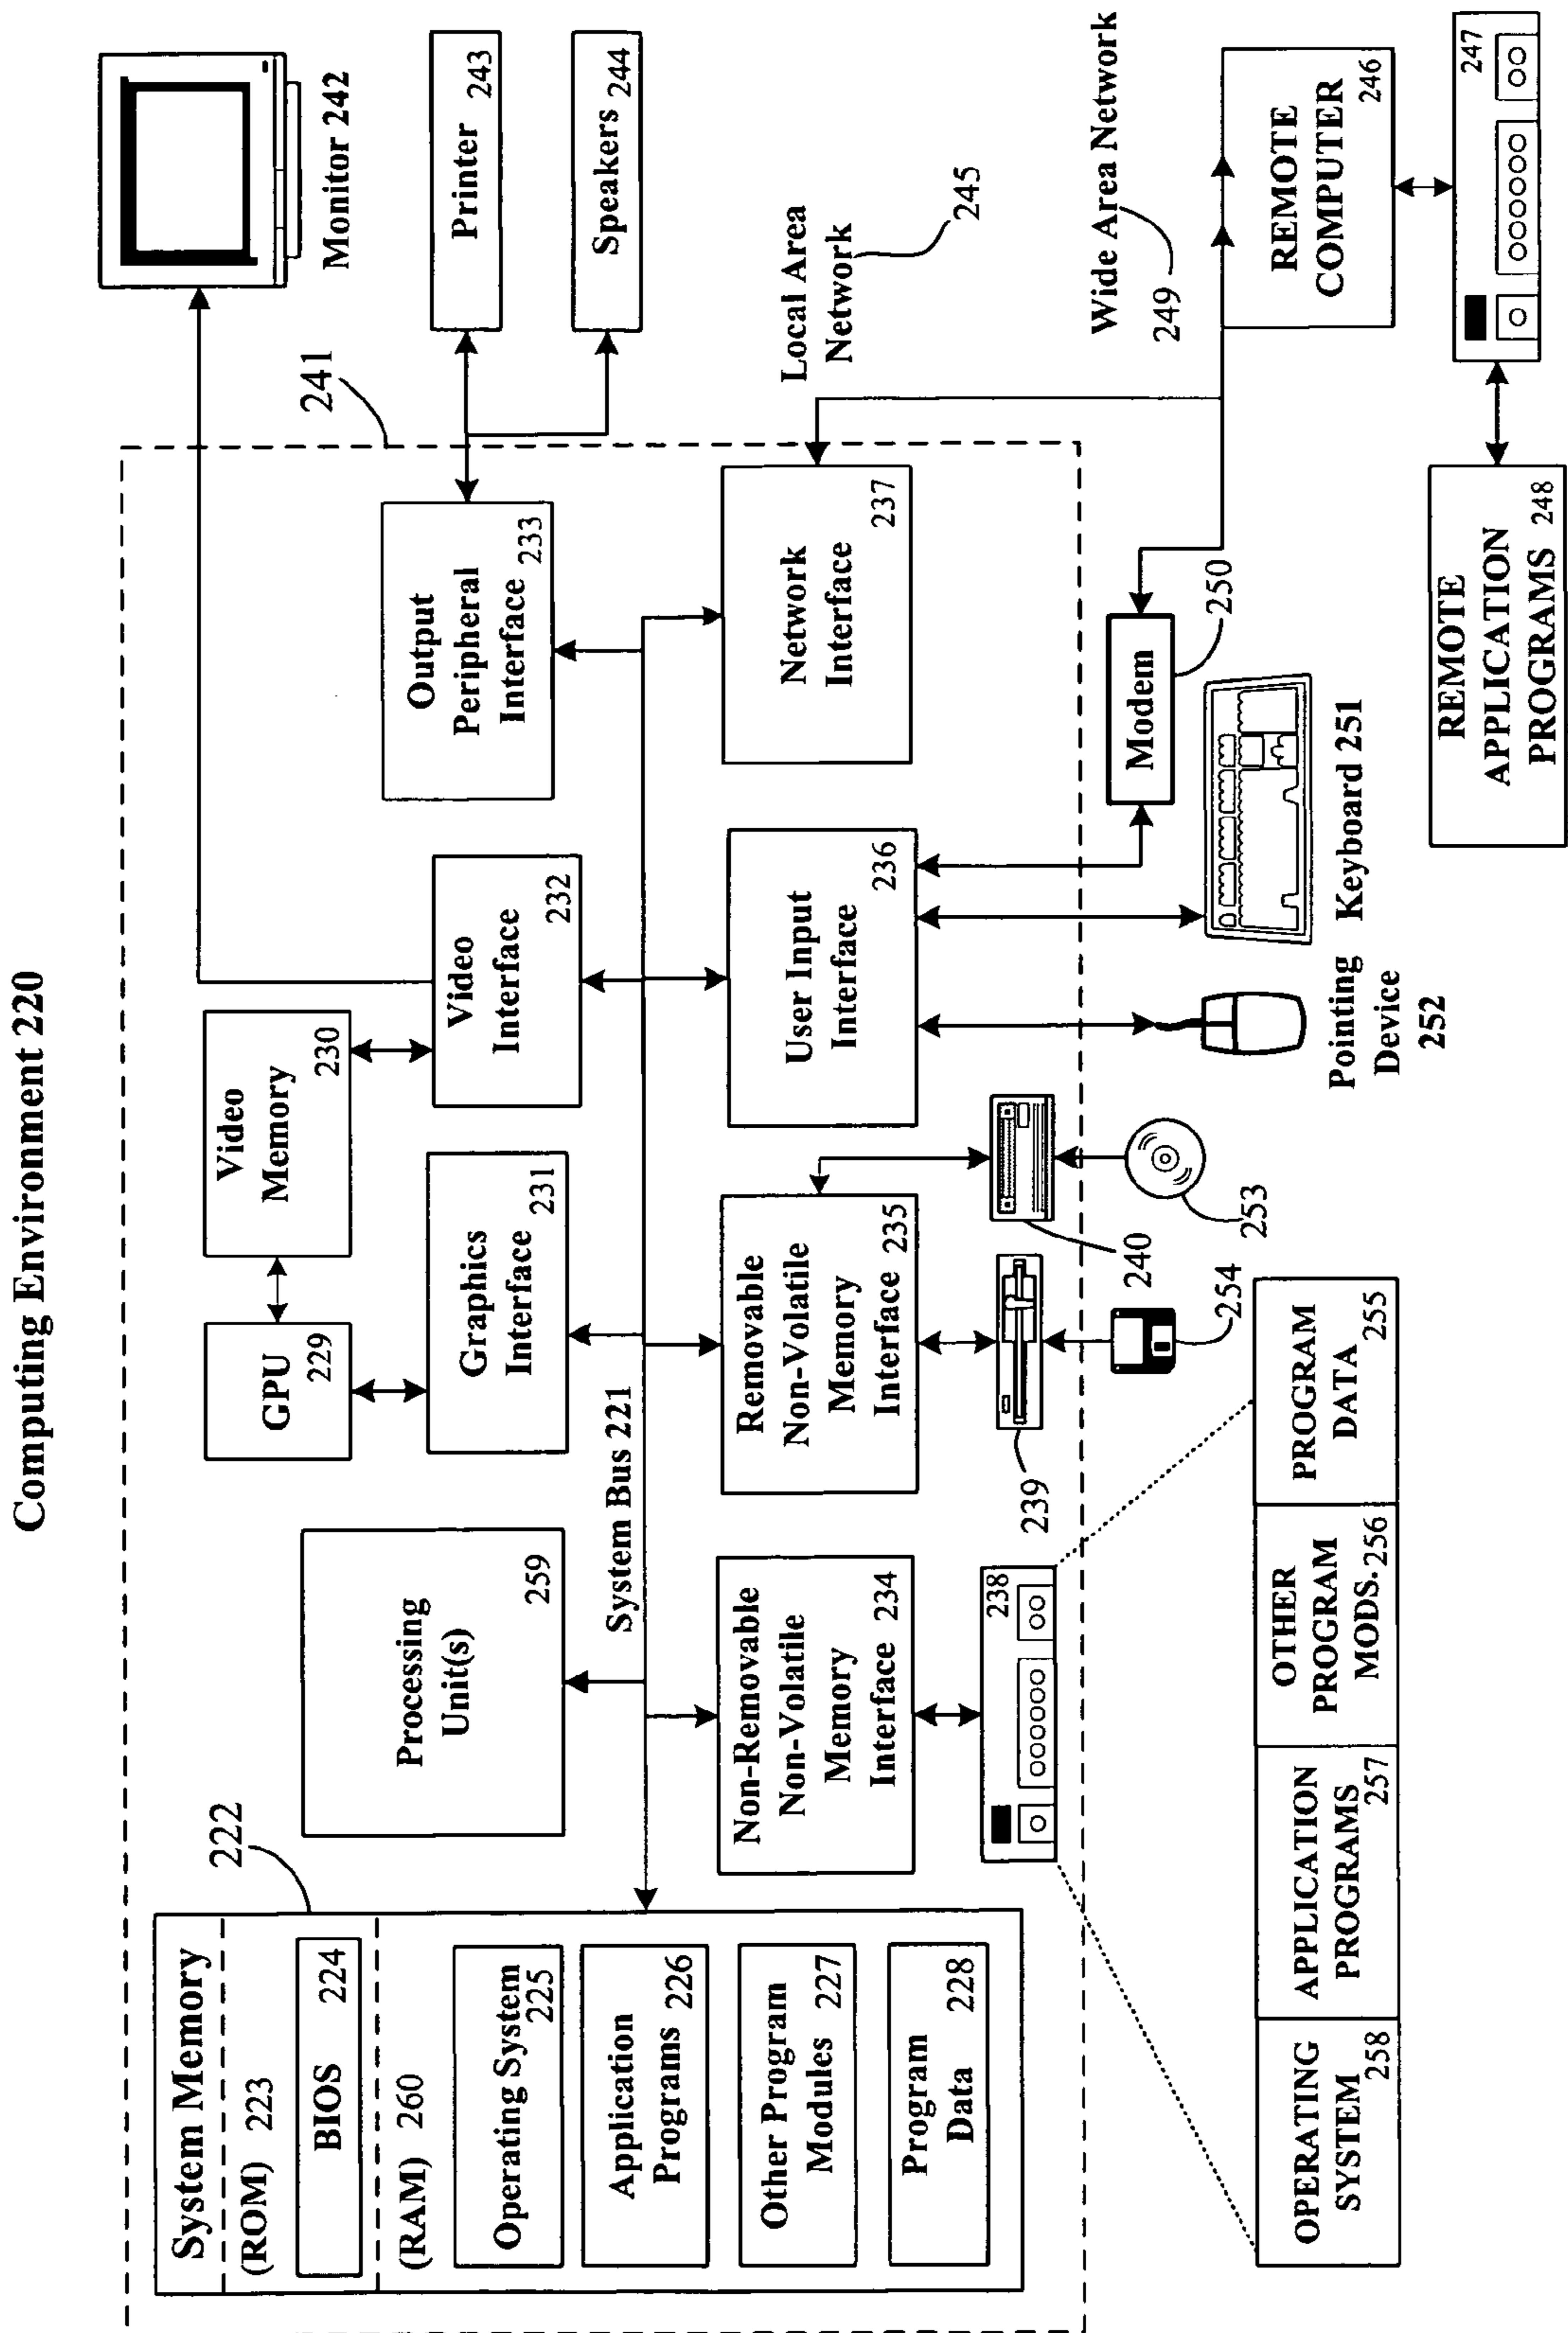 Computing Environment 220
222
System Memory
(ROM) 223
BIOS 224
(RAM) 260
Operating System
225
Application
Programs 226
Other Program
Modules 227
Program
Data 228
Processing
Unit(s)
259
System Bus 221
GPU
229
Video
Memory
230
Graphics
Interface
231
Video
Interface
232
Output
Peripheral
Interface 233
241
Monitor 242
Printer 243
Speakers 244
Non-Removable
Non-Volatile
Memory
Interface 234
Removable
Non-Volatile
Memory
Interface 235
User Input
Interface
236
Network
Interface
237
Local Area
Network
245
238
239
240
254
253
Pointing
Device
252
Keyboard 251
Modem
250
Wide Area Network
249
REMOTE
COMPUTER
246
247
REMOTE
APPLICATION
PROGRAMS 248
OPERATING
SYSTEM
258
APPLICATION
PROGRAMS
257
OTHER
PROGRAM
MODS. 256
PROGRAM
DATA
255